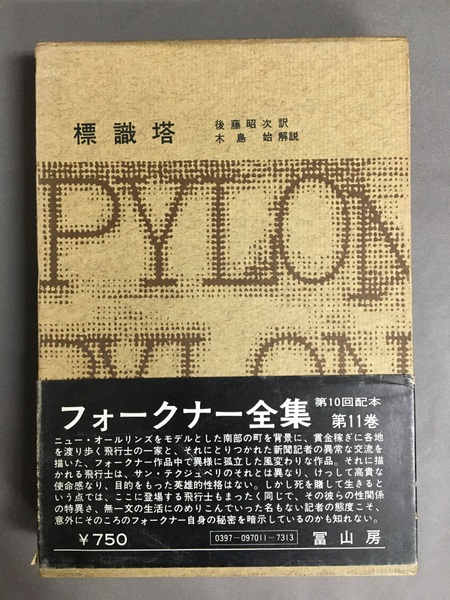 標識塔
後藤昭次訳
木島始解説
PYLON
PYLON
フォークナー全集 第10回配本
第11巻
ニュー・オールリンズをモデルとした南部の町を背景に、賞金稼ぎに各地
を渡り歩く飛行士の一家と、それにとりつかれた新聞記者の異常な交流を
描いた、フォークナー作品中で異様に孤立した風変わりな作品。それに描
かれる飛行士は、サン・テクジュペリのそれとは異なり、けっして高貴な
使命感なり、目的をもった英雄的性格はない。しかし死を賭して生きると
いう点では、ここに登場する飛行士もまったく同じで、その彼らの性関係
の特異さ、無一文の生活にのめりこんでいった名もない記者の態度こそ、
意外にそのころのフォークナー自身の秘密を暗示しているのかも知れない。
￥750 0397-097011-7313 冨山房